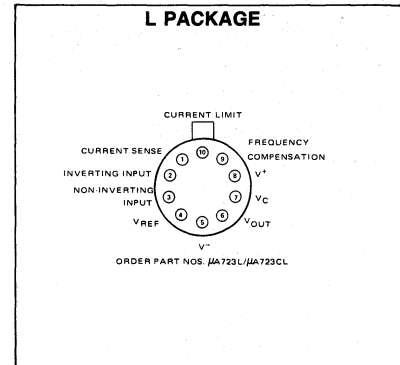 L PACKAGE
CURRENT LIMIT
CURRENT SENSE
FREQUENCY
COMPENSATION
INVERTING INPUT
V+
NON-INVERTING
INPUT
VC
VREF
VOUT
V−
10
1
9
2
8
3
7
4
6
5
ORDER PART NOS. μA723L/μA723CL